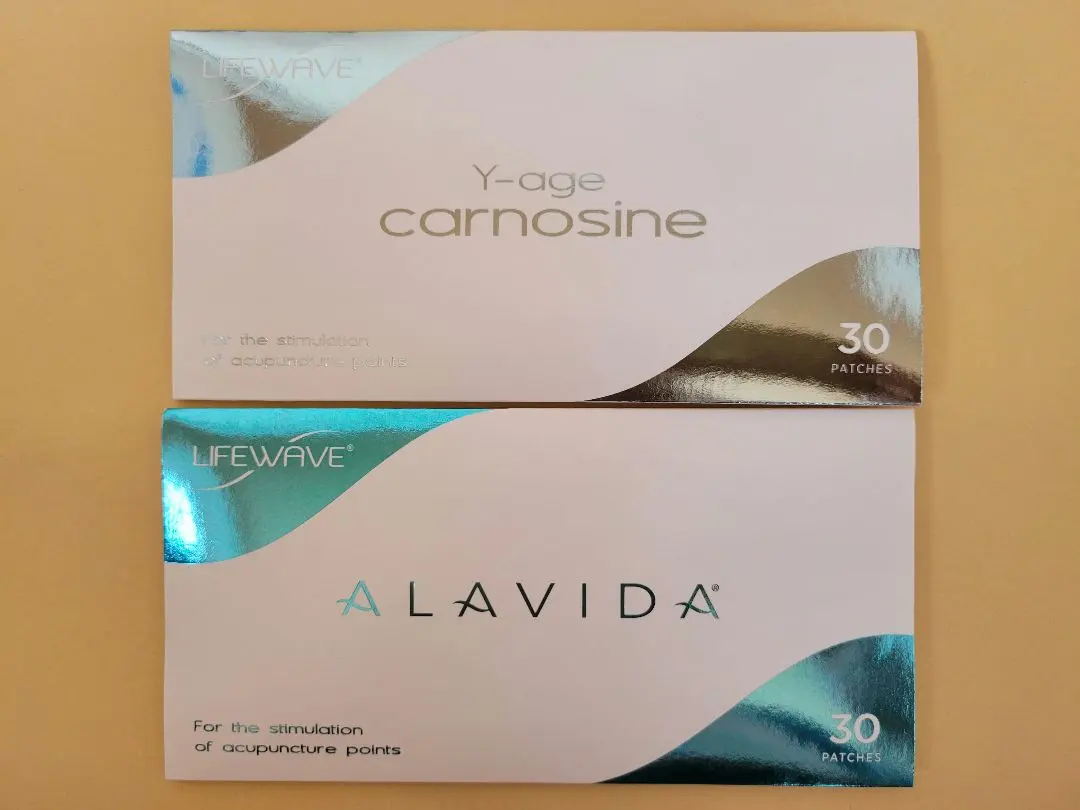 LIFEWAVE®
Y-age
carnosine
For the stimulation
of acupuncture points
30
PATCHES
LIFEWAVE®
ALAVIDA®
For the stimulation
of acupuncture points
30
PATCHES